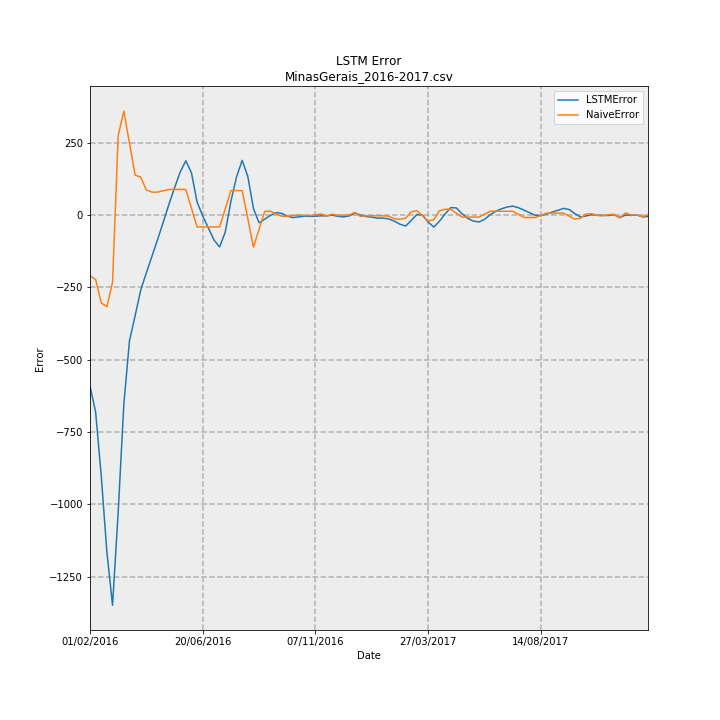 LSTM Error
MinasGerais_2016-2017.csv
LSTMError
NaiveError
250
0
−250
−500
−750
−1000
−1250
Error
01/02/2016 20/06/2016 07/11/2016 27/03/2017 14/08/2017
Date